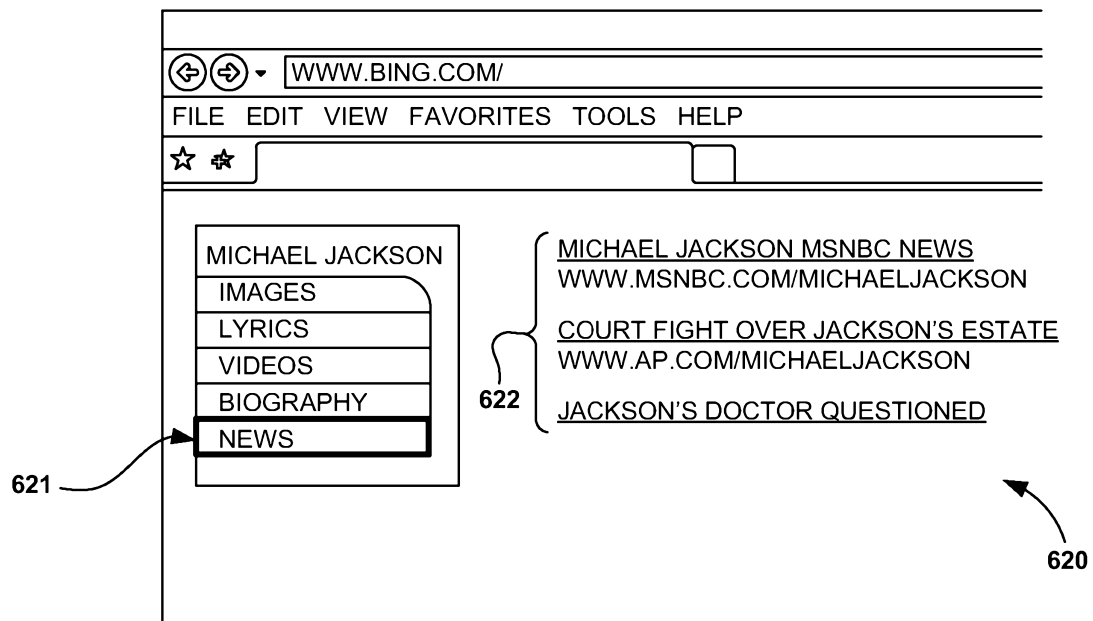 WWW.BING.COM/
FILE EDIT VIEW FAVORITES TOOLS HELP
MICHAEL JACKSON
IMAGES
LYRICS
VIDEOS
BIOGRAPHY
NEWS
621
622
MICHAEL JACKSON MSNBC NEWS
WWW.MSNBC.COM/MICHAELJACKSON
COURT FIGHT OVER JACKSON'S ESTATE
WWW.AP.COM/MICHAELJACKSON
JACKSON'S DOCTOR QUESTIONED
620